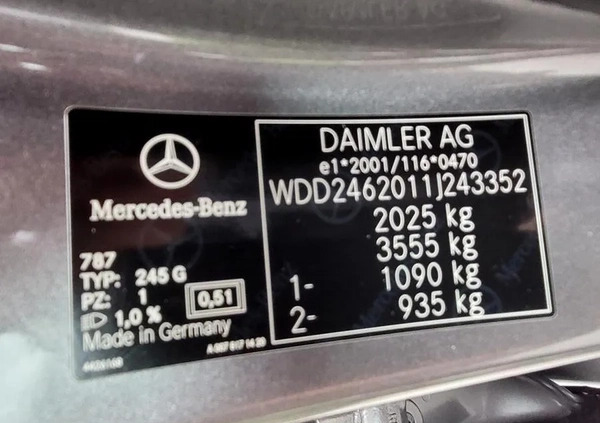 Mercedes-Benz
787
TYP: 245 G
PZ: 1
1,0 %
0,51
Made in Germany
DAIMLER AG
e1*2001/116*0470
WDD2462011J243352
2025 kg
3555 kg
1- 1090 kg
2- 935 kg